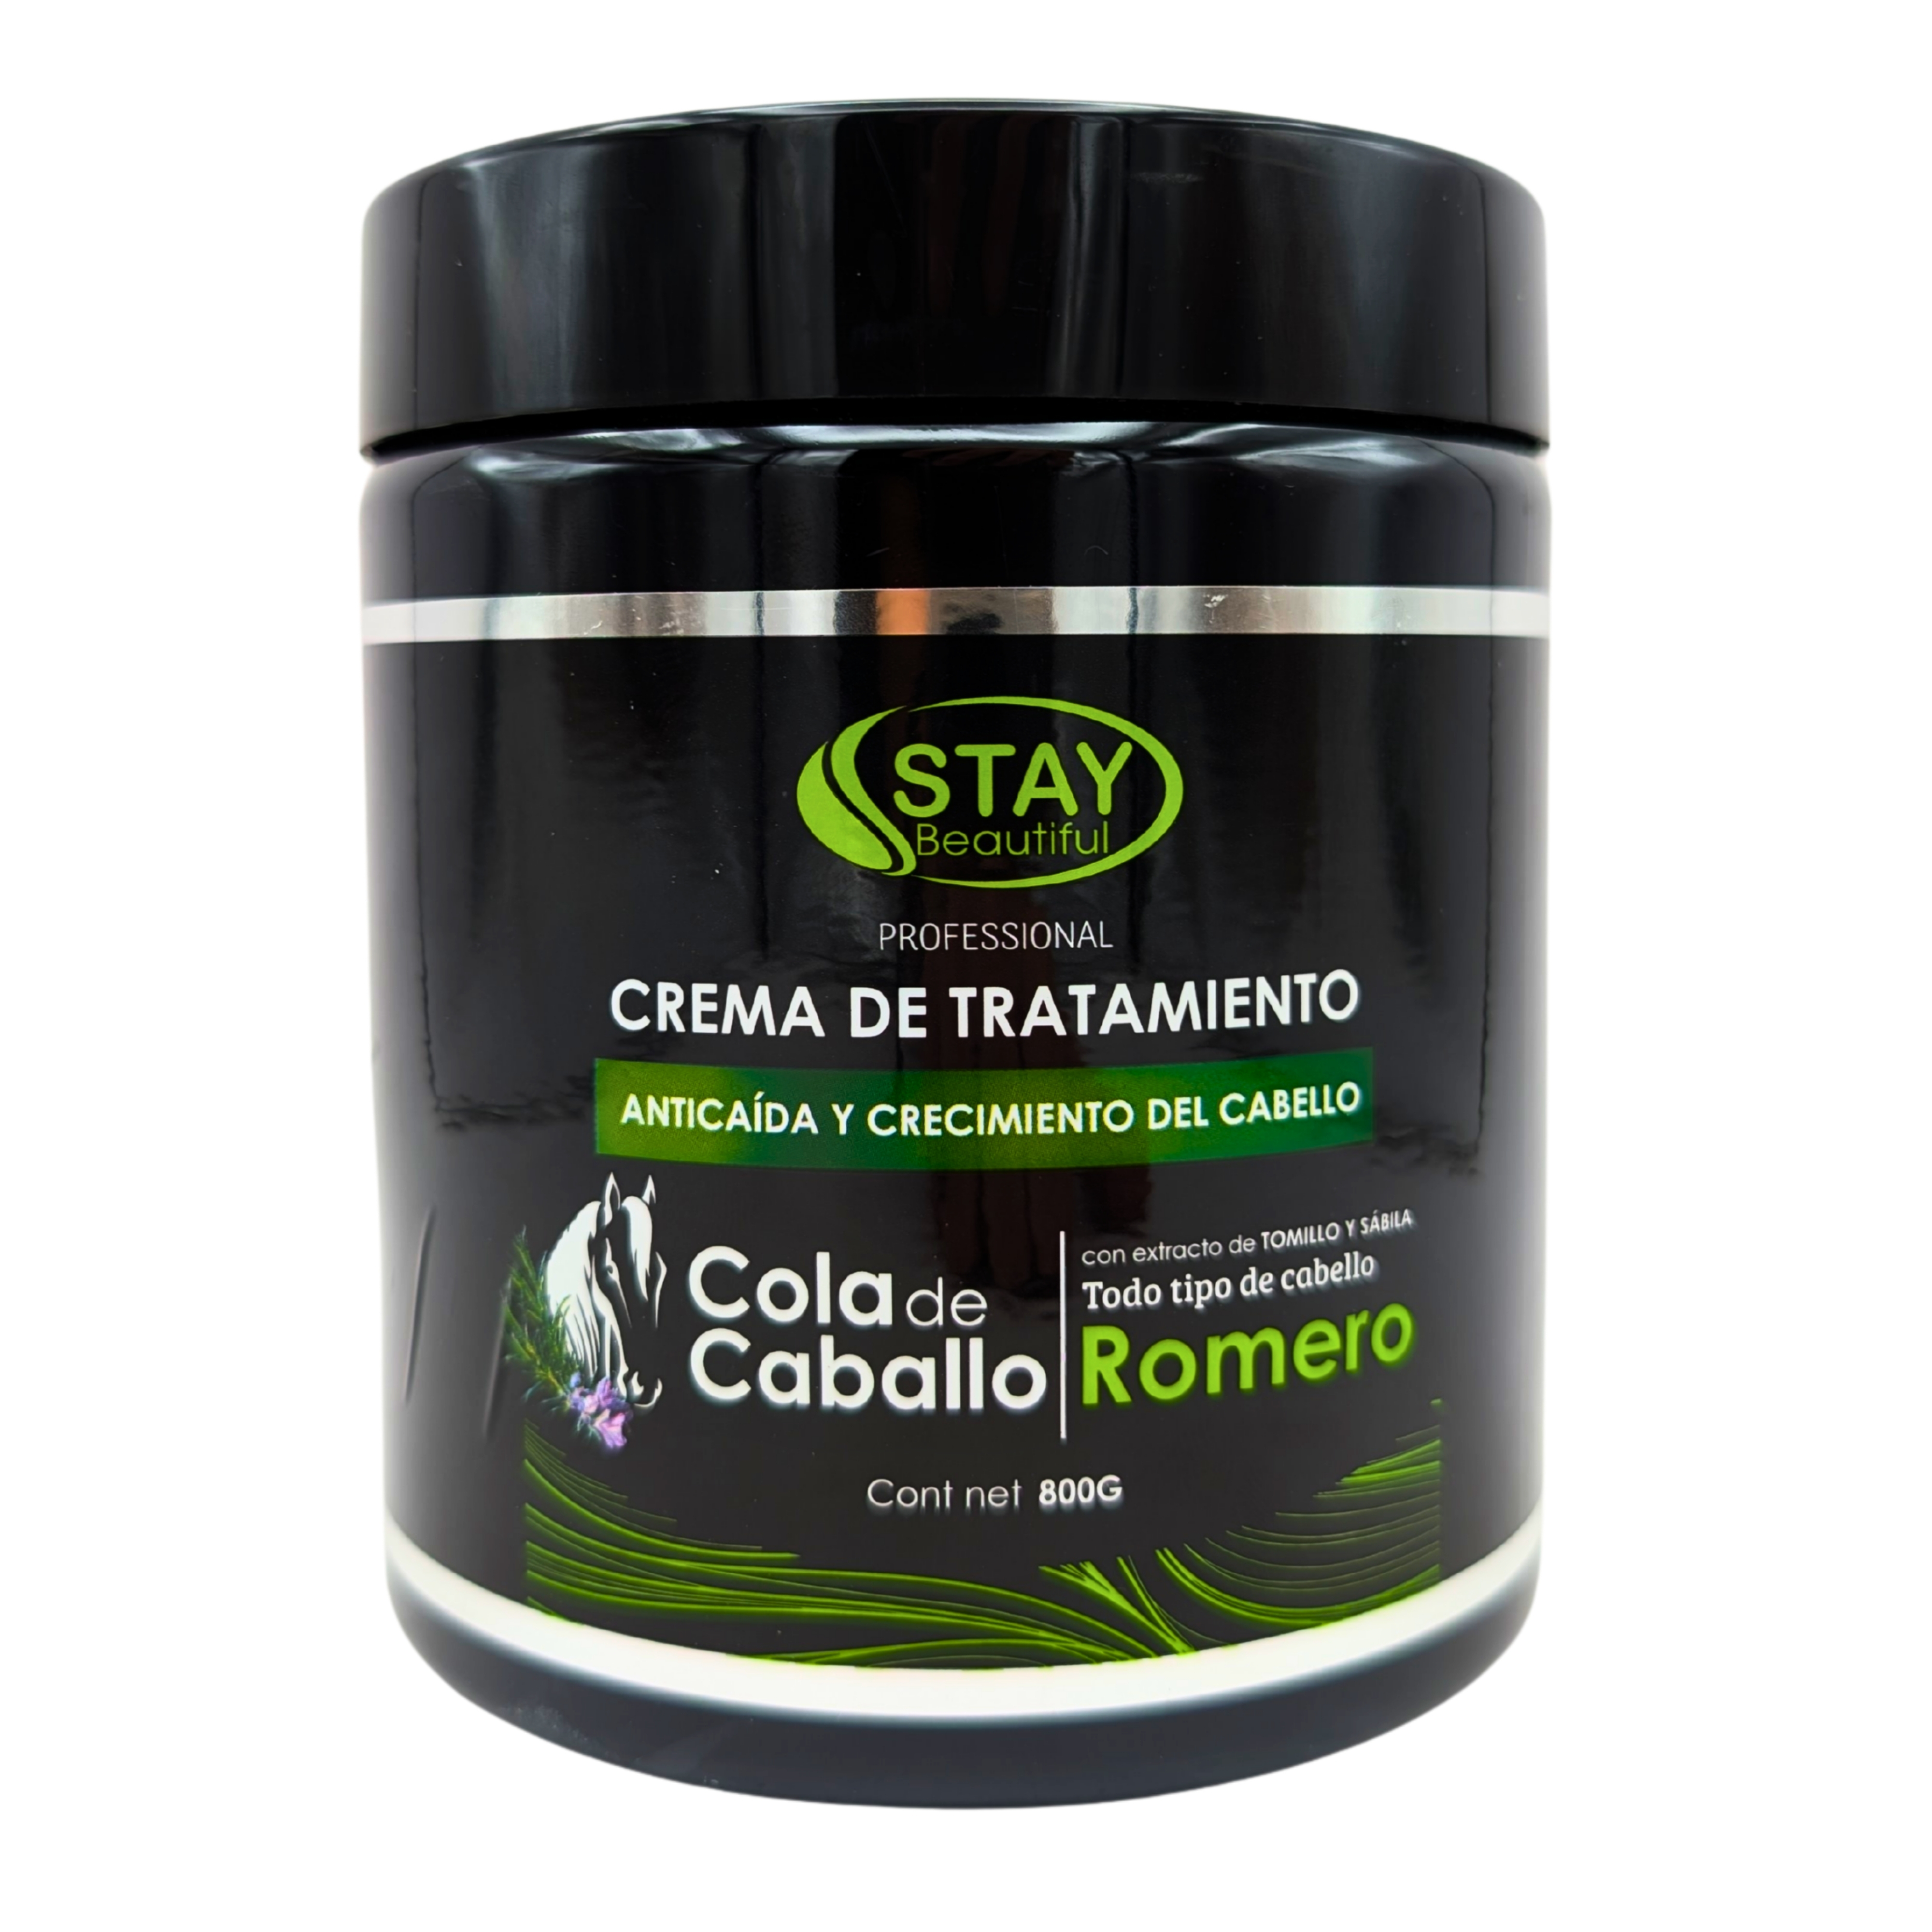 STAY
Beautiful
PROFESSIONAL
CREMA DE TRATAMIENTO
ANTICAÍDA Y CRECIMIENTO DEL CABELLO
Cola de
Caballo
con extracto de TOMILLO Y SÁBILA
Todo tipo de cabello
Romero
Cont net 800G